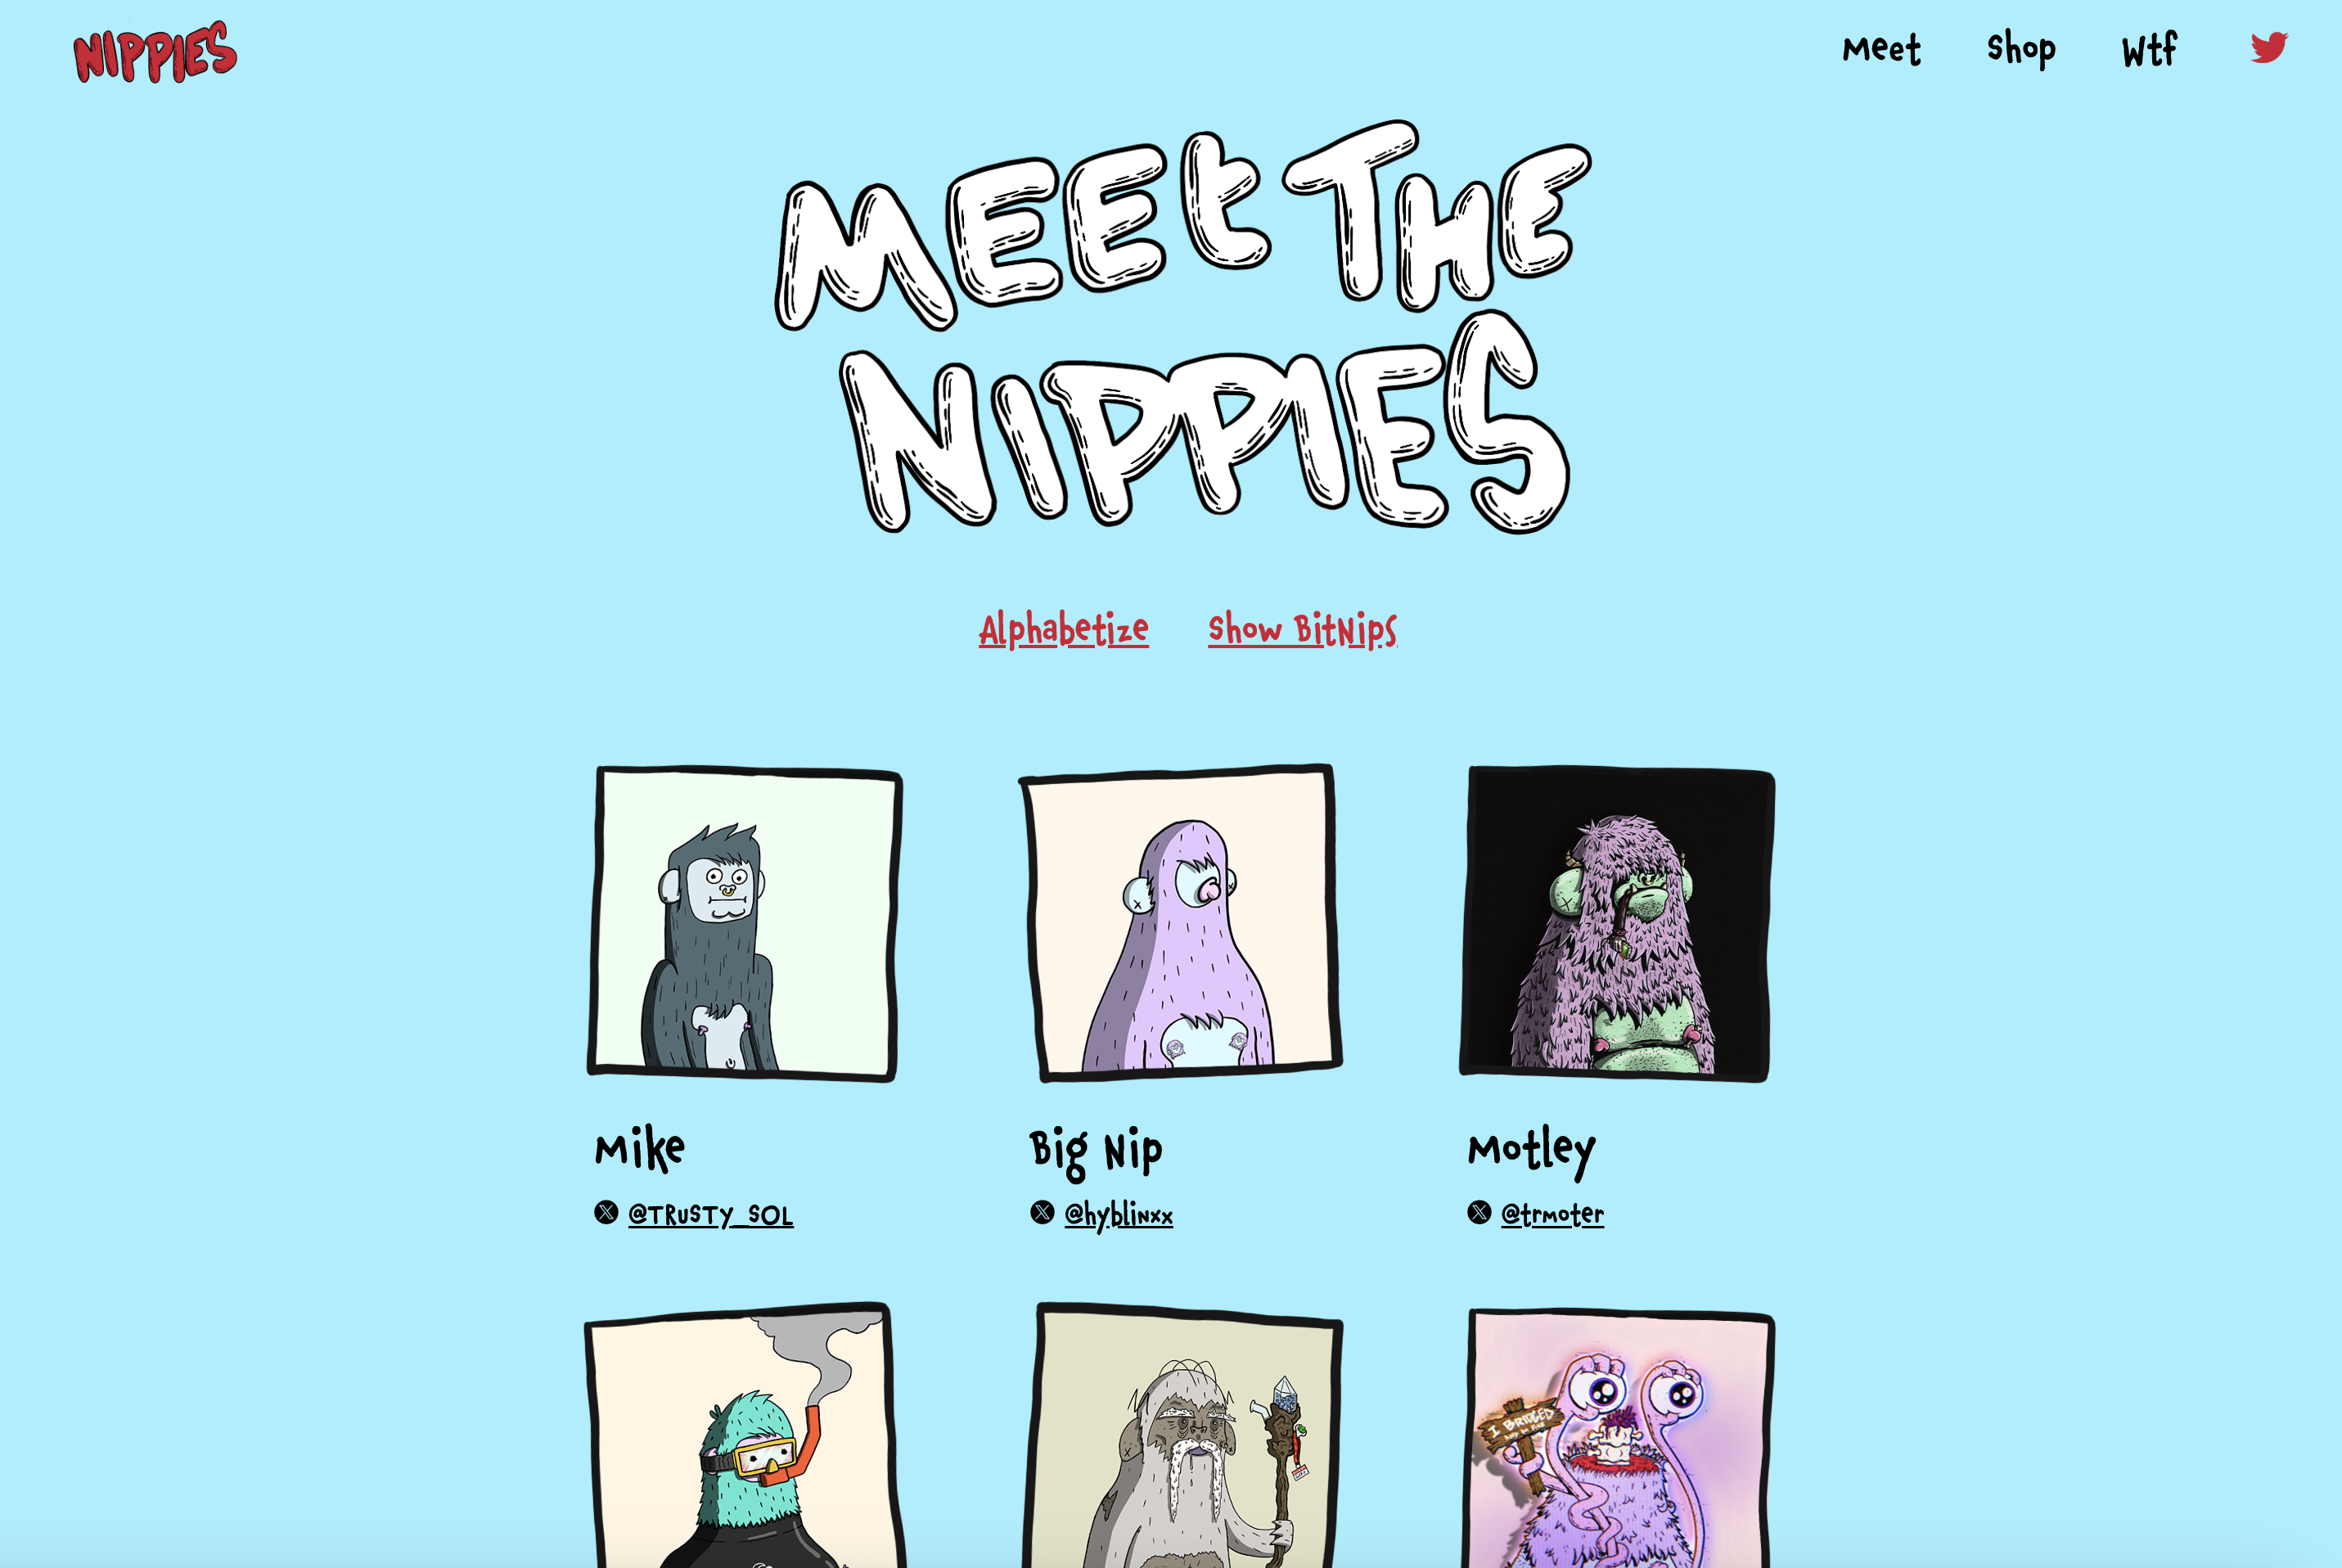 NIPPIES
Meet Shop Wtf
MEEt THE
NIPPIES
Alphabetize Show BitNips
Mike Big Nip Motley
@TRUSTY_SOL @hyblinxx @trmoter
I BRIDGED